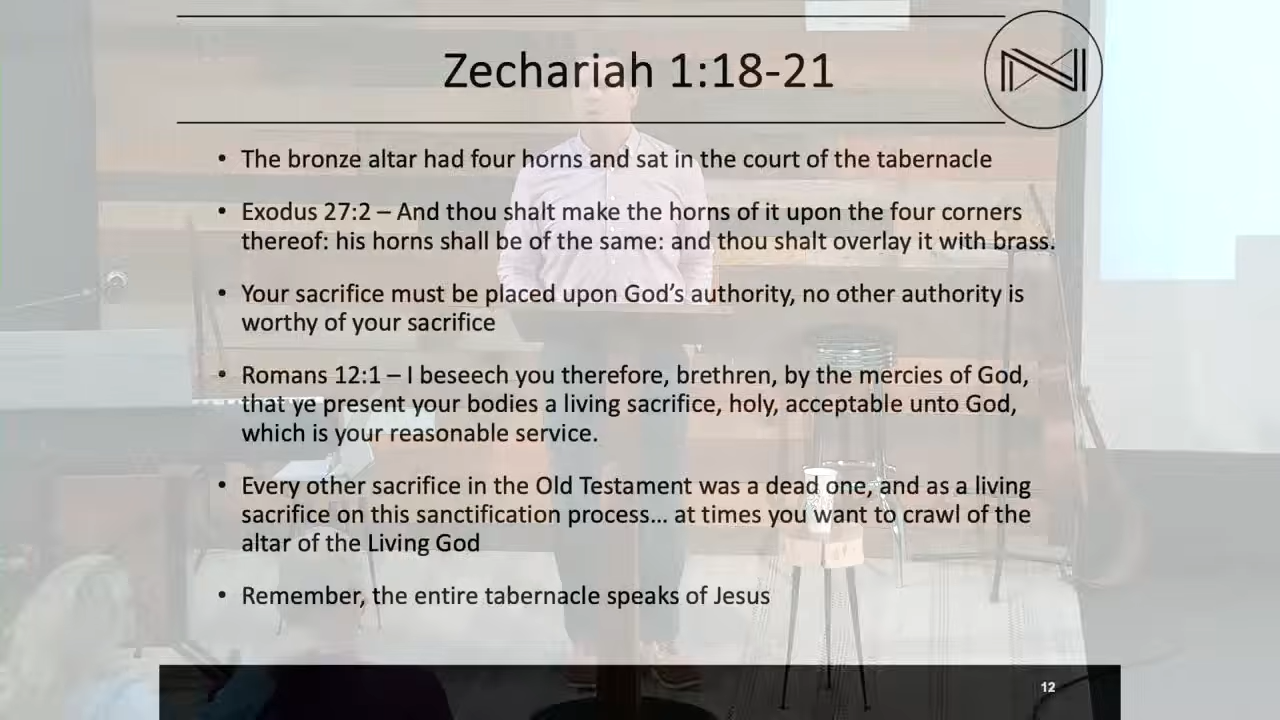 Zechariah 1:18-21
• The bronze altar had four horns and sat in the court of the tabernacle
• Exodus 27:2 – And thou shalt make the horns of it upon the four corners
thereof: his horns shall be of the same: and thou shalt overlay it with brass.
• Your sacrifice must be placed upon God's authority, no other authority is
worthy of your sacrifice
• Romans 12:1 – I beseech you therefore, brethren, by the mercies of God,
that ye present your bodies a living sacrifice, holy, acceptable unto God,
which is your reasonable service.
• Every other sacrifice in the Old Testament was a dead one, and as a living
sacrifice on this sanctification process... at times you want to crawl of the
altar of the Living God
• Remember, the entire tabernacle speaks of Jesus
12